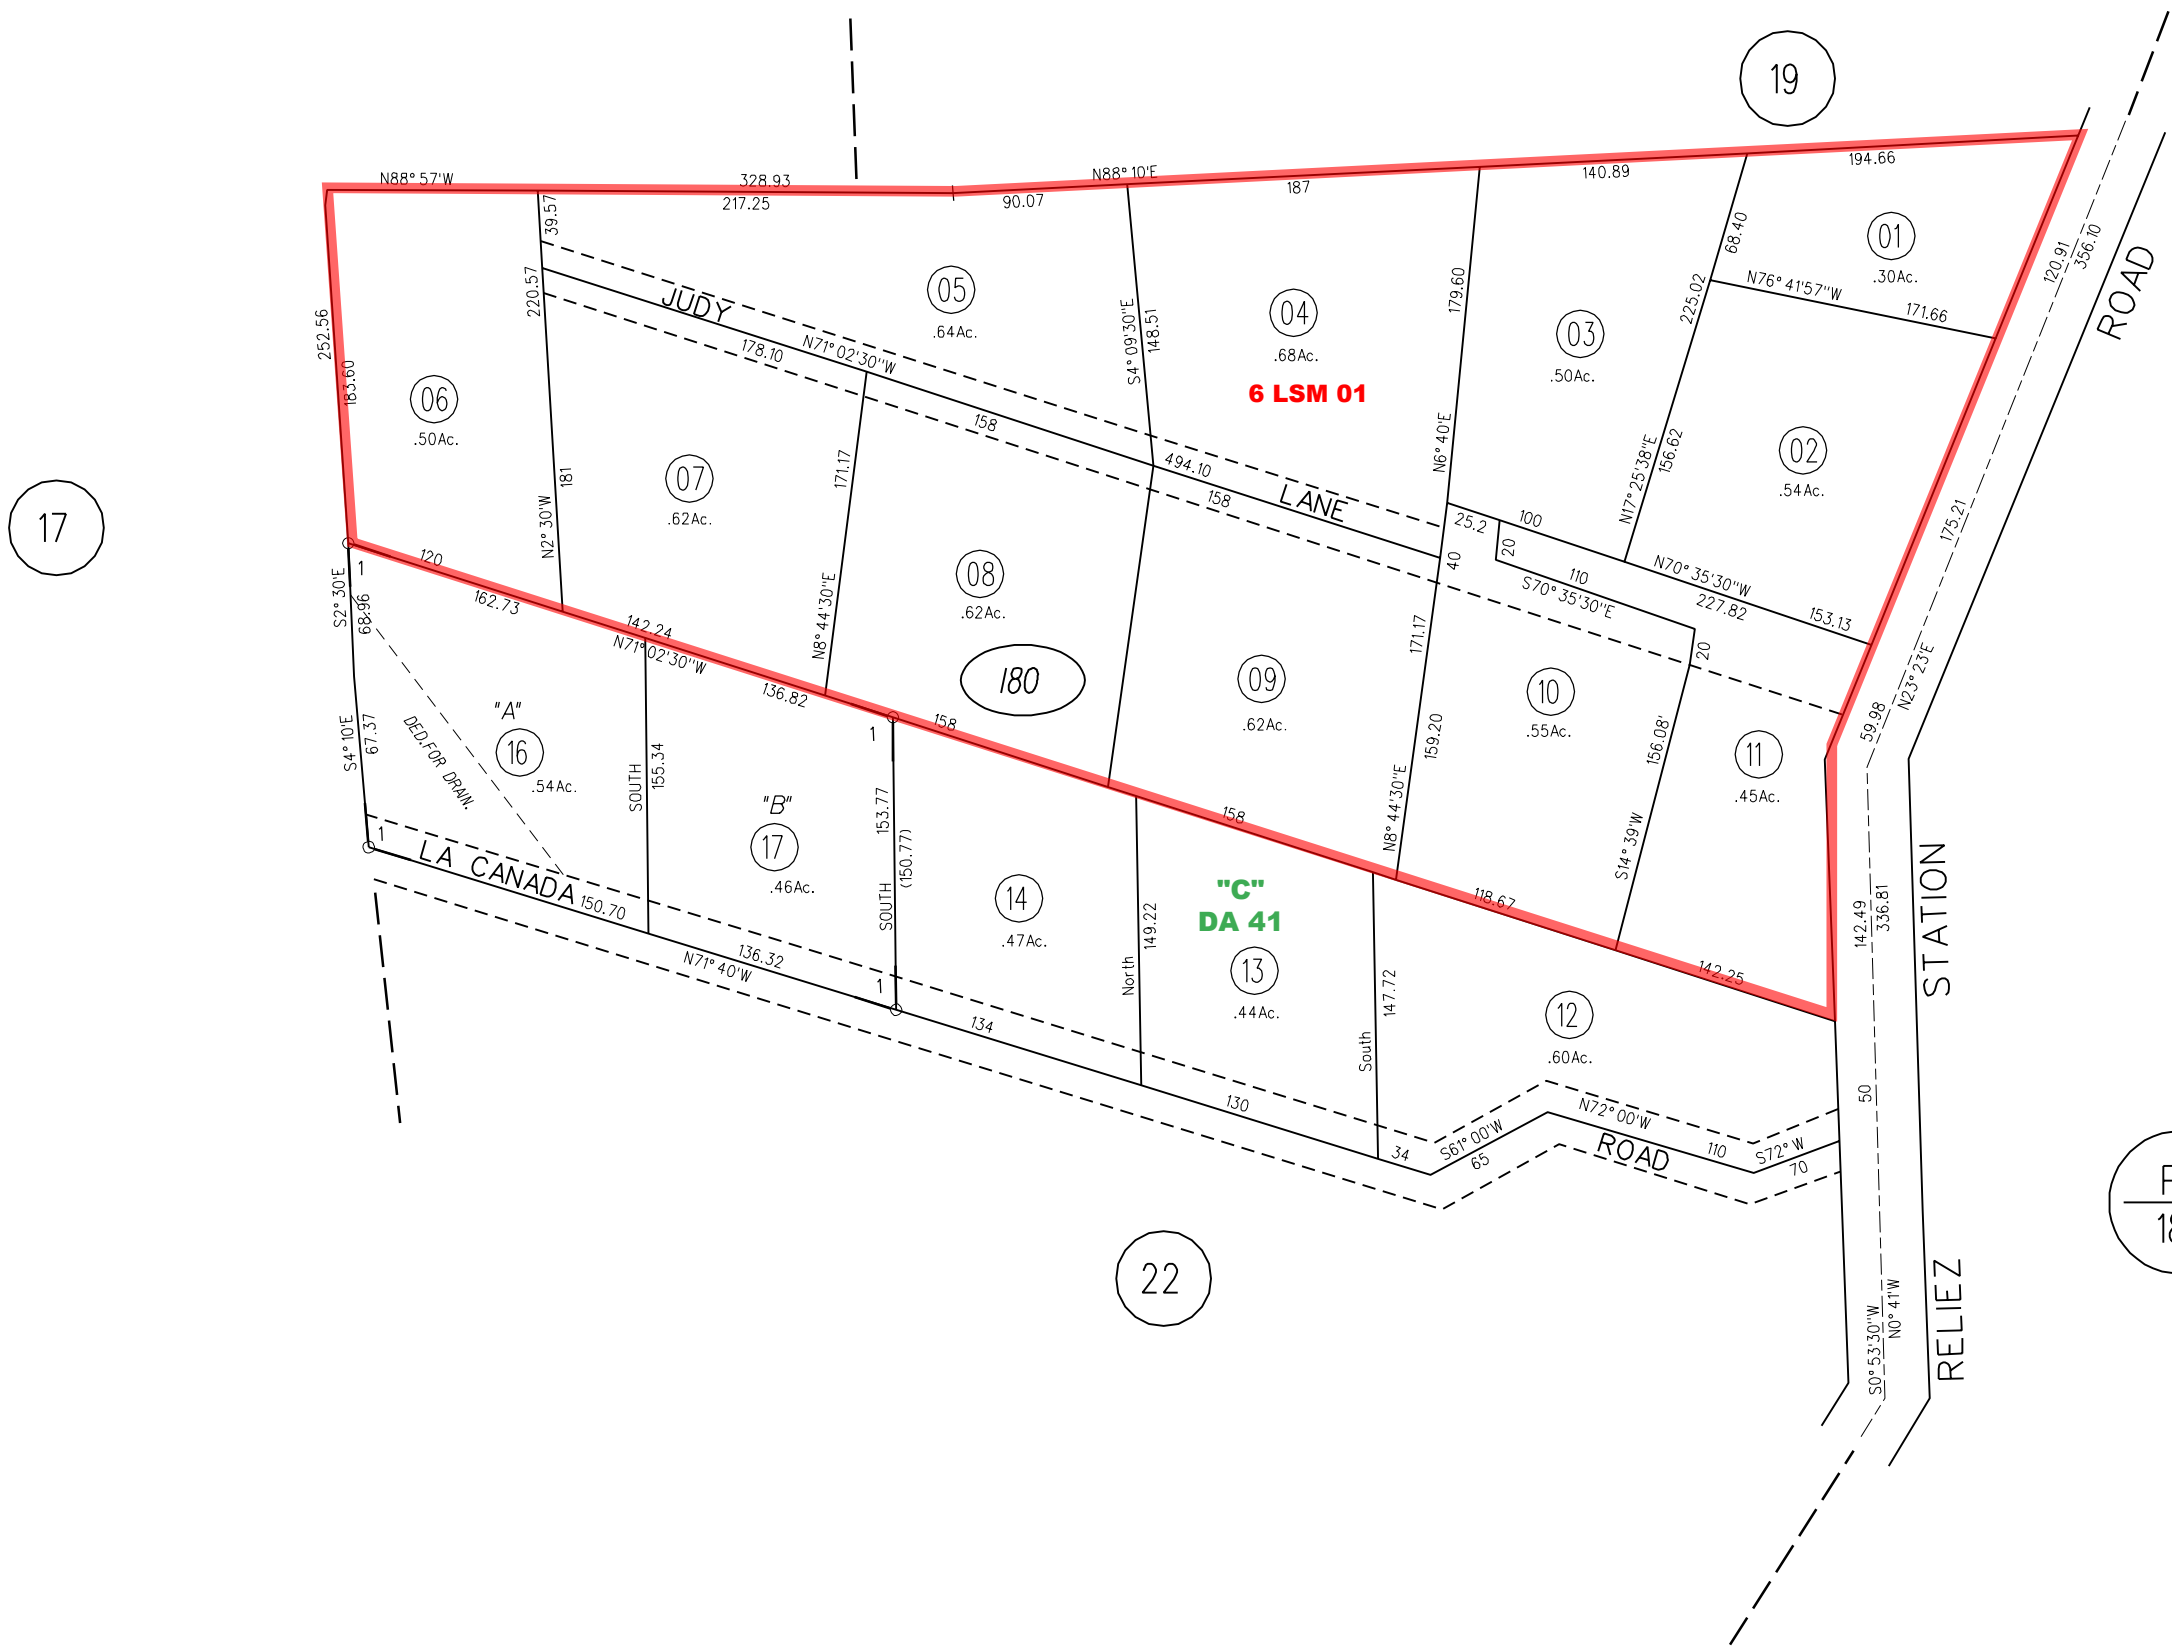 19
N88°57'W
328.93
217.25
90.07
N88°10'E
187
140.89
194.66
39.57
220.57
252.56
183.60
JUDY
N71°02'30"W
178.10
158
05
.64Ac.
S4°09'30"E
148.51
04
.68Ac.
6 LSM 01
179.60
N6°40'E
03
.50Ac.
68.40
225.02
N17°25'38"E
156.62
01
.30Ac.
N76°41'57"W
171.66
120.91
356.10
ROAD
02
.54Ac.
175.21
06
.50Ac.
17
181
N2°30'W
07
.62Ac.
171.17
N8°44'30"E
494.10
158
LANE
25.2
100
20
40
110
S70°35'30"E
N70°35'30"W
227.82
153.13
20
N23°23'E
59.98
120
162.73
142.24
N71°02'30"W
136.82
158
08
.62Ac.
180
09
.62Ac.
171.17
159.20
N8°44'30"E
10
.55Ac.
156.08'
S14°39'W
11
.45Ac.
1
S2°30'E
68.96
S4°10'E
67.37
DED.FOR DRAIN.
"A"
16
.54Ac.
SOUTH
155.34
"B"
17
.46Ac.
1
153.77
(150.77)
SOUTH
14
.47Ac.
158
118.67
142.25
149.22
North
"C"
DA 41
13
.44Ac.
147.72
South
12
.60Ac.
142.49
336.81
STATION
1
LA CANADA
150.70
136.32
N71°40'W
1
134
130
34
S61°00'W
65
N72°00'W
ROAD
110
S72°W
70
50
22
S0°53'30"W
N0°41'W
RELIEZ